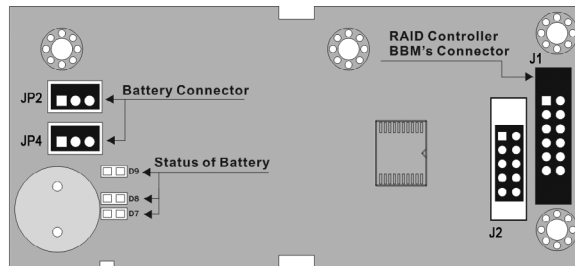 RAID Controller
BBM's Connector
J1
JP2
Battery Connector
JP4
Status of Battery
D9
D8
D7
J2